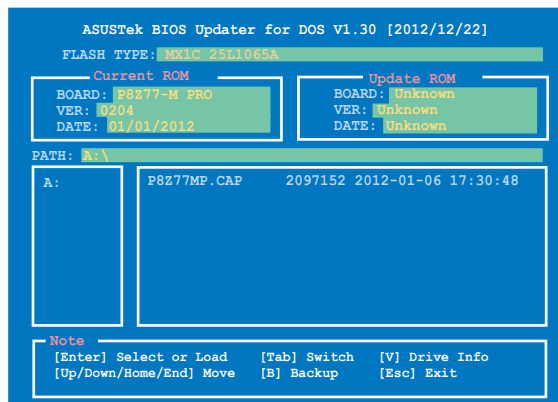 ASUSTek BIOS Updater for DOS V1.30 [2012/12/22]
FLASH TYPE: MX1C 25L1065A
Current ROM
BOARD: P8Z77-M PRO
VER: 0204
DATE: 01/01/2012
Update ROM
BOARD: Unknown
VER: Unknown
DATE: Unknown
PATH: A:\
A:
P8Z77MP.CAP 2097152 2012-01-06 17:30:48
Note
[Enter] Select or Load [Tab] Switch [V] Drive Info
[Up/Down/Home/End] Move [B] Backup [Esc] Exit